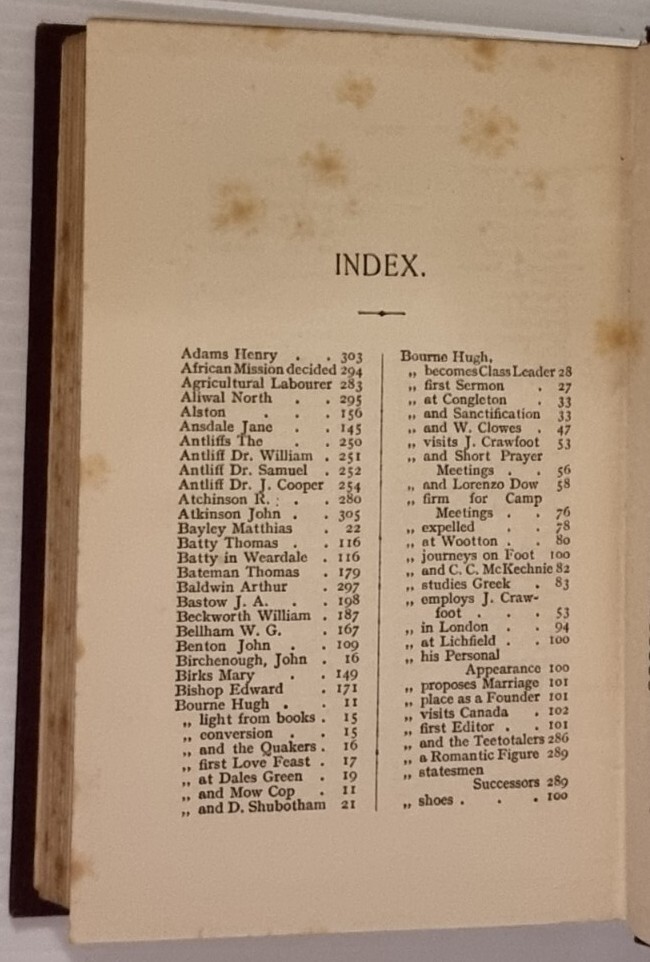 INDEX.
Adams Henry . . 303
African Mission decided 294
Agricultural Labourer 283
Aliwal North . . 295
Alston . . . 156
Ansdale Jane . . 145
Antliffs The . . 250
Antliff Dr. William . 251
Antliff Dr. Samuel . 252
Antliff Dr. J. Cooper 254
Atchinson R. . . 280
Atkinson John . . 305
Bayley Matthias . 22
Batty Thomas . . 116
Batty in Weardale . 116
Bateman Thomas . 179
Baldwin Arthur . 297
Bastow J. A. . . 198
Beckworth William . 187
Bellham W. G. . 167
Benton John . . 109
Birchenough, John . 16
Birks Mary . . 149
Bishop Edward . 171
Bourne Hugh . . 11
„ light from books . 15
„ conversion . . 15
„ and the Quakers . 16
„ first Love Feast . 17
„ at Dales Green . 19
„ and Mow Cop . 11
„ and D. Shubotham 21
Bourne Hugh,
„ becomes Class Leader 28
„ first Sermon . 27
„ at Congleton . 33
„ and Sanctification 33
„ and W. Clowes . 47
„ visits J. Crawfoot 53
„ and Short Prayer
Meetings . . 56
„ and Lorenzo Dow 58
„ firm for Camp
Meetings . . 76
„ expelled . . 78
„ at Wootton . . 80
„ journeys on Foot 100
„ and C. C. McKechnie 82
„ studies Greek . 83
„ employs J. Craw-
foot . . . 53
„ in London . . 94
„ at Lichfield . . 100
„ his Personal
Appearance 100
„ proposes Marriage 101
„ place as a Founder 101
„ visits Canada . 102
„ first Editor . . 101
„ and the Teetotalers 286
„ a Romantic Figure 289
„ statesmen
Successors 289
„ shoes . . . 100